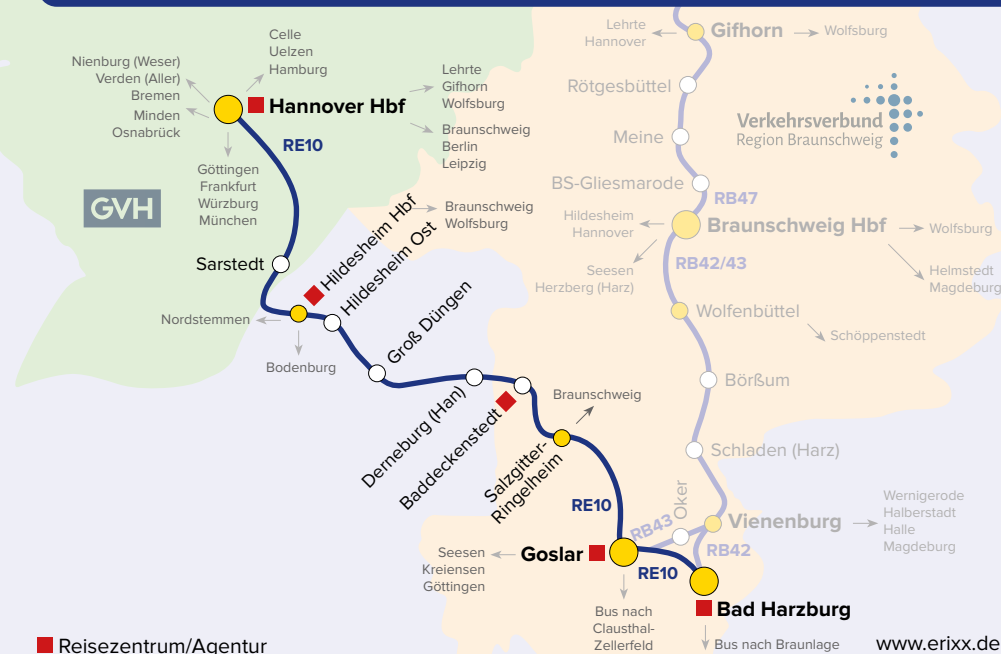 Lehrte
Hannover
Gifhorn
Wolfsburg
Celle
Uelzen
Hamburg
Nienburg (Weser)
Verden (Aller)
Bremen
Minden
Osnabrück
Hannover Hbf
Lehrte
Gifhorn
Wolfsburg
Braunschweig
Berlin
Leipzig
RE10
Göttingen
Frankfurt
Würzburg
München
GVH
Rötgesbüttel
Meine
BS-Gliesmarode
RB47
Verkehrsverbund
Region Braunschweig
Hildesheim
Hannover
Braunschweig Hbf
Wolfsburg
Seesen
Herzberg (Harz)
RB42/43
Helmstedt
Magdeburg
Braunschweig
Wolfsburg
Sarstedt
Hildesheim Hbf
Hildesheim Ost
Nordstemmen
Bodenburg
Groß Düngen
Derneburg (Han)
Baddeckenstedt
Braunschweig
Salzgitter-
Ringelheim
Wolfenbüttel
Schöppenstedt
Börßum
Schladen (Harz)
RE10
RB43
Oker
Vienenburg
Wernigerode
Halberstadt
Halle
Magdeburg
RB42
Seesen
Kreiensen
Göttingen
Goslar
RE10
Bus nach
Clausthal-
Zellerfeld
Bad Harzburg
Bus nach Braunlage
Reisezentrum/Agentur
www.erixx.de